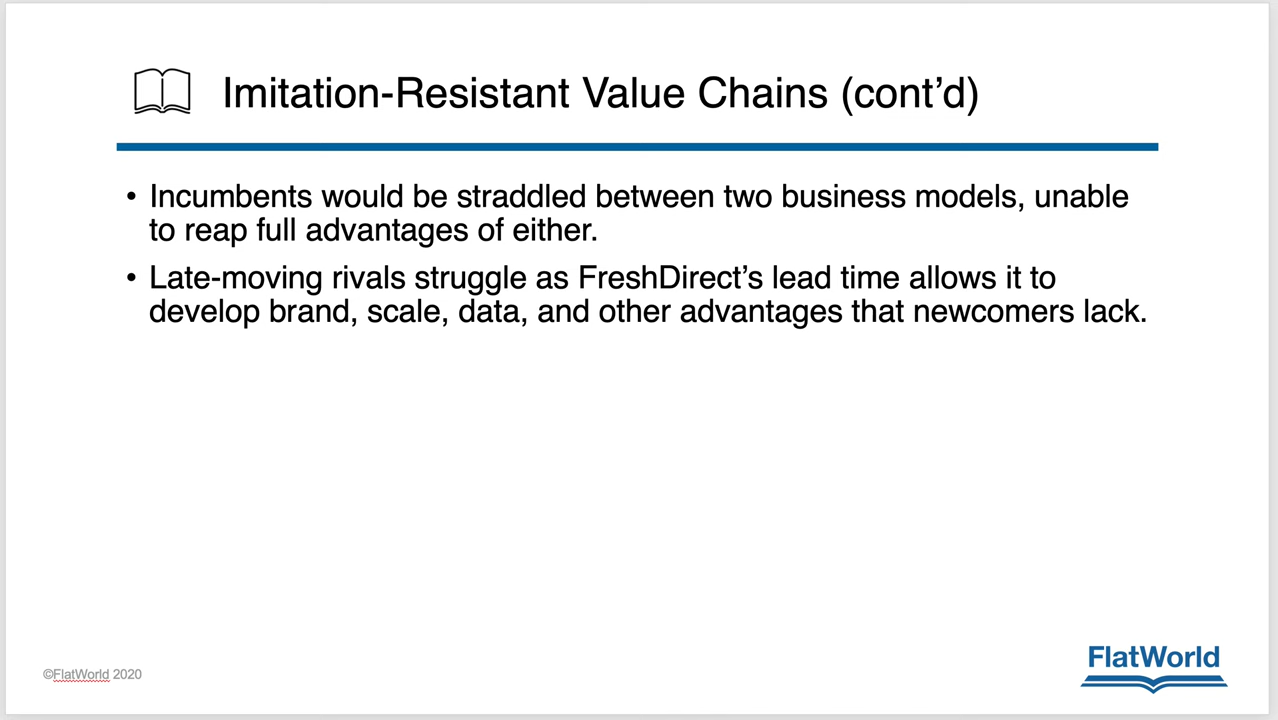 Imitation-Resistant Value Chains (cont’d)
• Incumbents would be straddled between two business models, unable
to reap full advantages of either.
• Late-moving rivals struggle as FreshDirect’s lead time allows it to
develop brand, scale, data, and other advantages that newcomers lack.
©FlatWorld 2020
FlatWorld